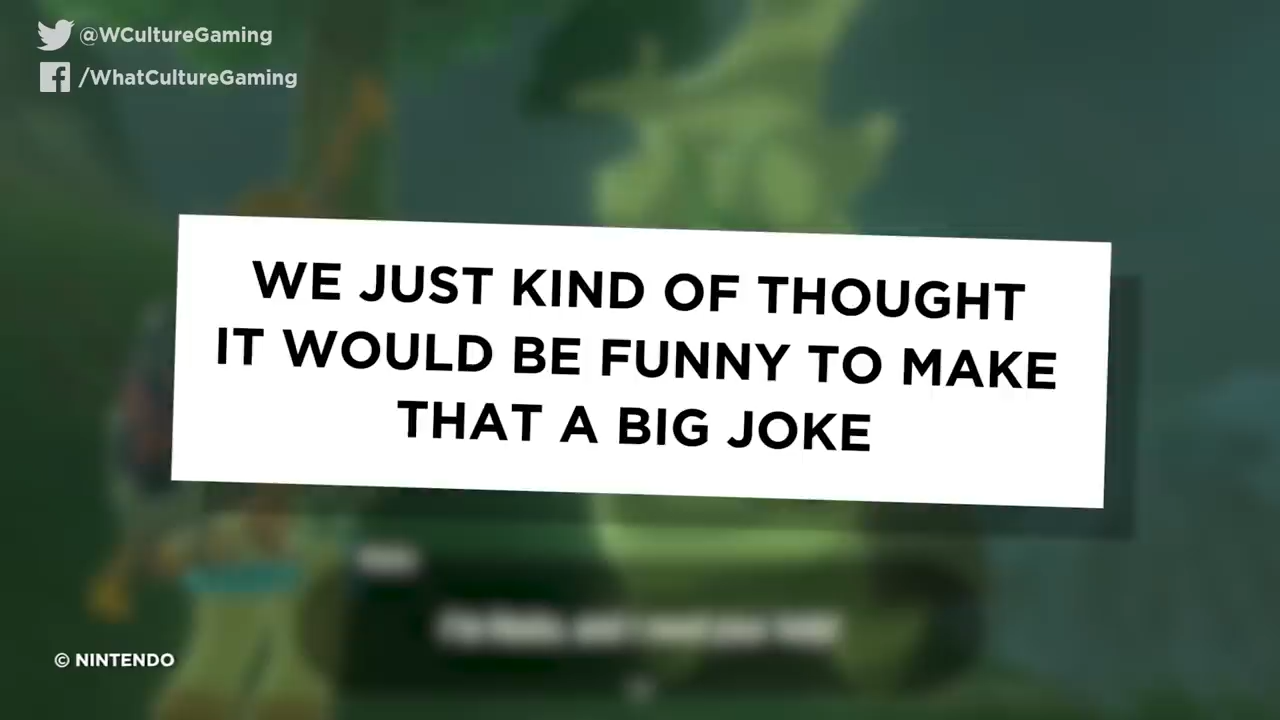 @WCultureGaming
/WhatCultureGaming
WE JUST KIND OF THOUGHT
IT WOULD BE FUNNY TO MAKE
THAT A BIG JOKE
© NINTENDO